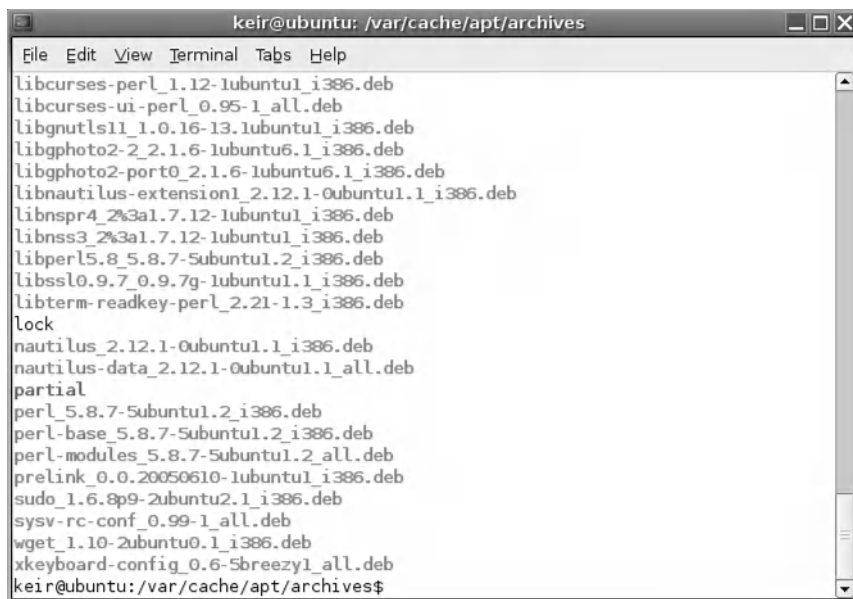 keir@ubuntu: /var/cache/apt/archives
File Edit View Terminal Tabs Help
libcurses-perl_1.12-1ubuntu1_i386.deb
libcurses-ui-perl_0.95-1_all.deb
libgnutls11_1.0.16-13.1ubuntu1_i386.deb
libgphoto2-2_2.1.6-1ubuntu6.1_i386.deb
libgphoto2-port0_2.1.6-1ubuntu6.1_i386.deb
libnautilus-extension1_2.12.1-0ubuntu1.1_i386.deb
libnspr4_2%3a1.7.12-1ubuntu1_i386.deb
libnss3_2%3a1.7.12-1ubuntu1_i386.deb
libperl5.8_5.8.7-5ubuntu1.2_i386.deb
libssl0.9.7_0.9.7g-1ubuntu1.1_i386.deb
libterm-readkey-perl_2.21-1.3_i386.deb
lock
nautilus_2.12.1-0ubuntu1.1_i386.deb
nautilus-data_2.12.1-0ubuntu1.1_all.deb
partial
perl_5.8.7-5ubuntu1.2_i386.deb
perl-base_5.8.7-5ubuntu1.2_i386.deb
perl-modules_5.8.7-5ubuntu1.2_all.deb
prelink_0.0.20050610-1ubuntu1_i386.deb
sudo_1.6.8p9-2ubuntu2.1_i386.deb
sysv-rc-conf_0.99-1_all.deb
wget_1.10-2ubuntu0.1_i386.deb
xkeyboard-config_0.6-5breezy1_all.deb
keir@ubuntu:/var/cache/apt/archives$